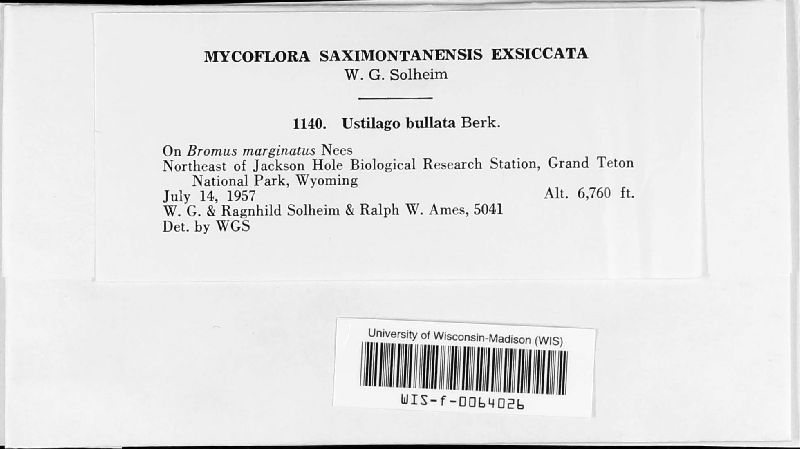 MYCOFLORA SAXIMONTANENSIS EXSICCATA
W. G. Solheim
1140. Ustilago bullata Berk.
On Bromus marginatus Nees
Northeast of Jackson Hole Biological Research Station, Grand Teton
National Park, Wyoming
July 14, 1957 Alt. 6,760 ft.
W. G. & Ragnhild Solheim & Ralph W. Ames, 5041
Det. by WGS
University of Wisconsin-Madison (WIS)
WIS-f-0064026